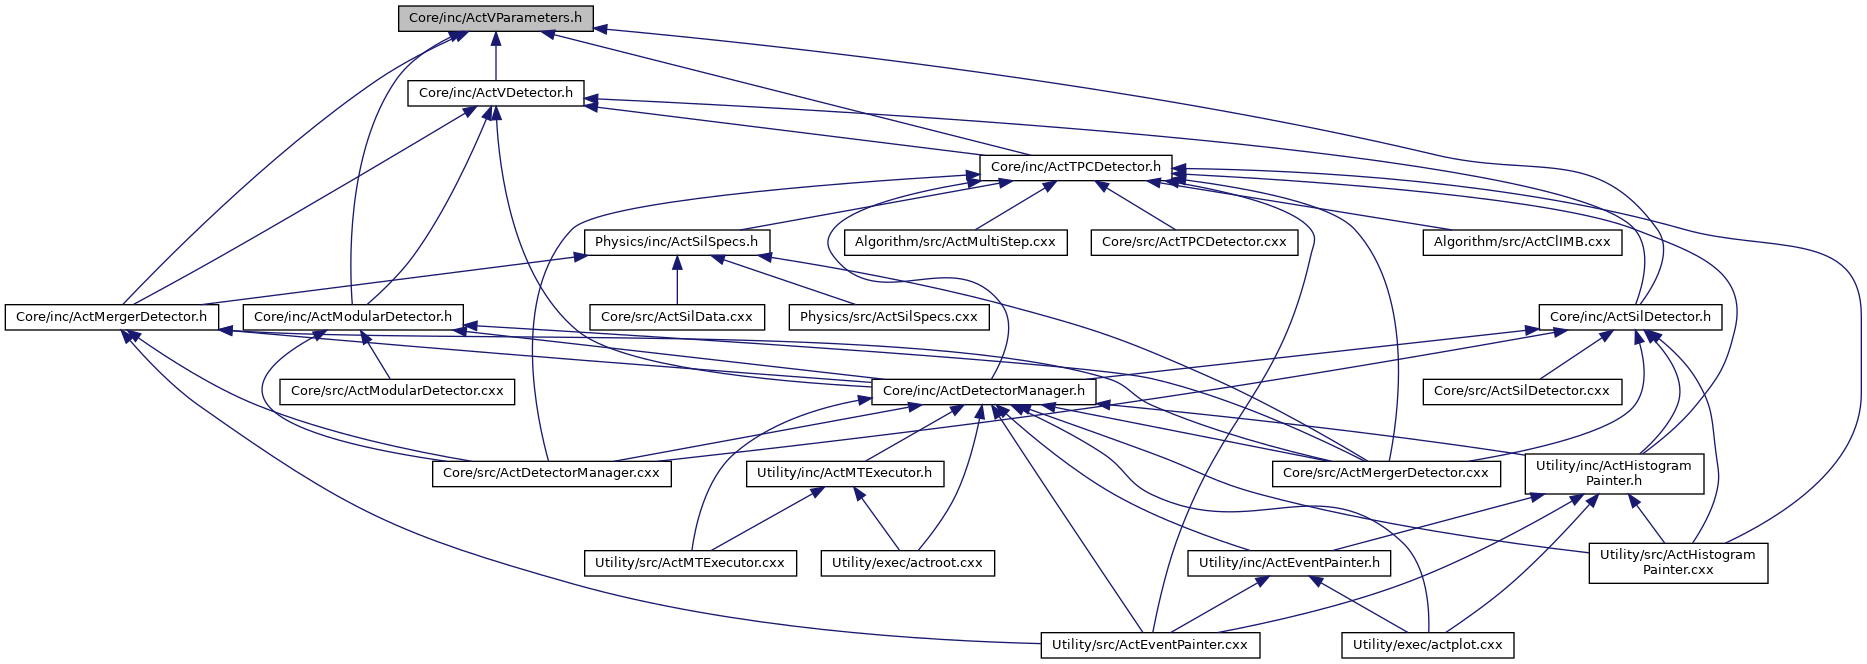 Core/inc/ActVParameters.h
Core/inc/ActVDetector.h
Core/inc/ActTPCDetector.h
Physics/inc/ActSilSpecs.h
Algorithm/src/ActMultiStep.cxx
Core/src/ActTPCDetector.cxx
Algorithm/src/ActClIMB.cxx
Core/inc/ActMergerDetector.h
Core/inc/ActModularDetector.h
Core/src/ActSilData.cxx
Physics/src/ActSilSpecs.cxx
Core/inc/ActSilDetector.h
Core/src/ActModularDetector.cxx
Core/inc/ActDetectorManager.h
Core/src/ActSilDetector.cxx
Core/src/ActDetectorManager.cxx
Utility/inc/ActMTExecutor.h
Core/src/ActMergerDetector.cxx
Utility/inc/ActHistogram
Painter.h
Utility/src/ActMTExecutor.cxx
Utility/exec/actroot.cxx
Utility/inc/ActEventPainter.h
Utility/src/ActHistogram
Painter.cxx
Utility/src/ActEventPainter.cxx
Utility/exec/actplot.cxx